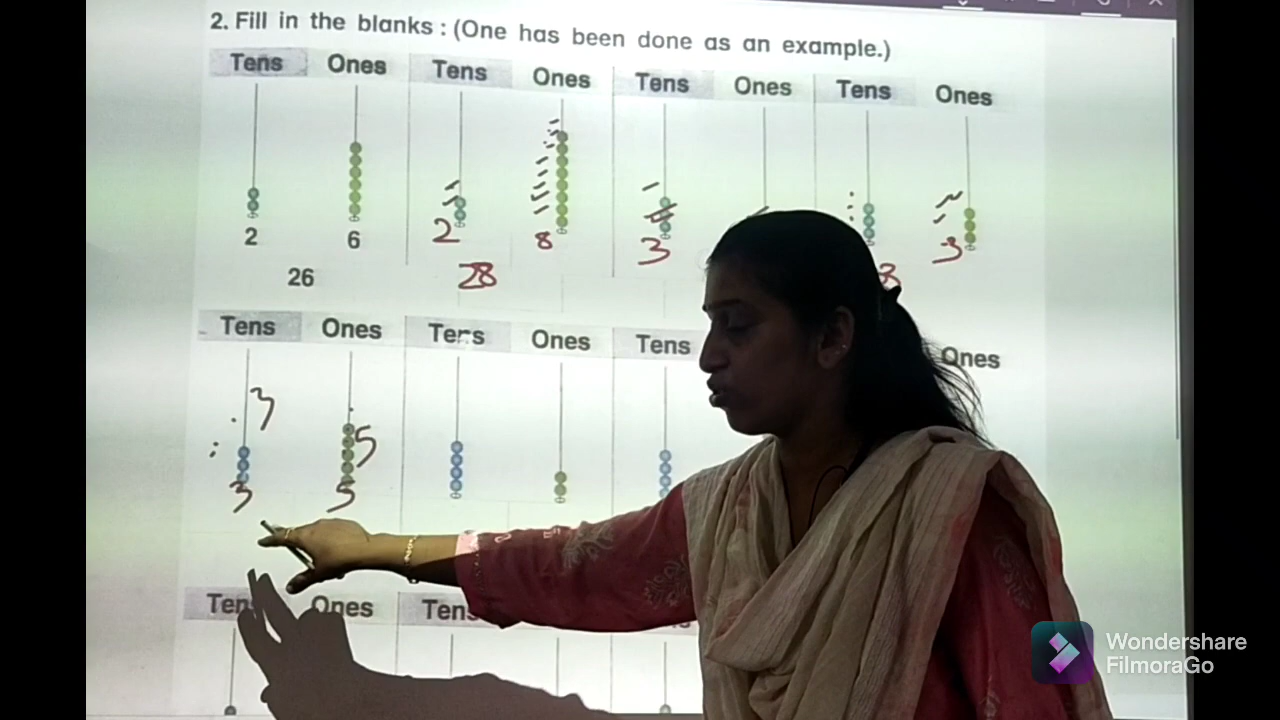 2. Fill in the blanks : (One has been done as an example.)
Tens Ones Tens Ones Tens Ones Tens Ones
2 6 2 8 3 3
26 28
Tens Ones Tens Ones Tens Ones
3 5
3 5
Tens Ones Tens
Wondershare
FilmoraGo